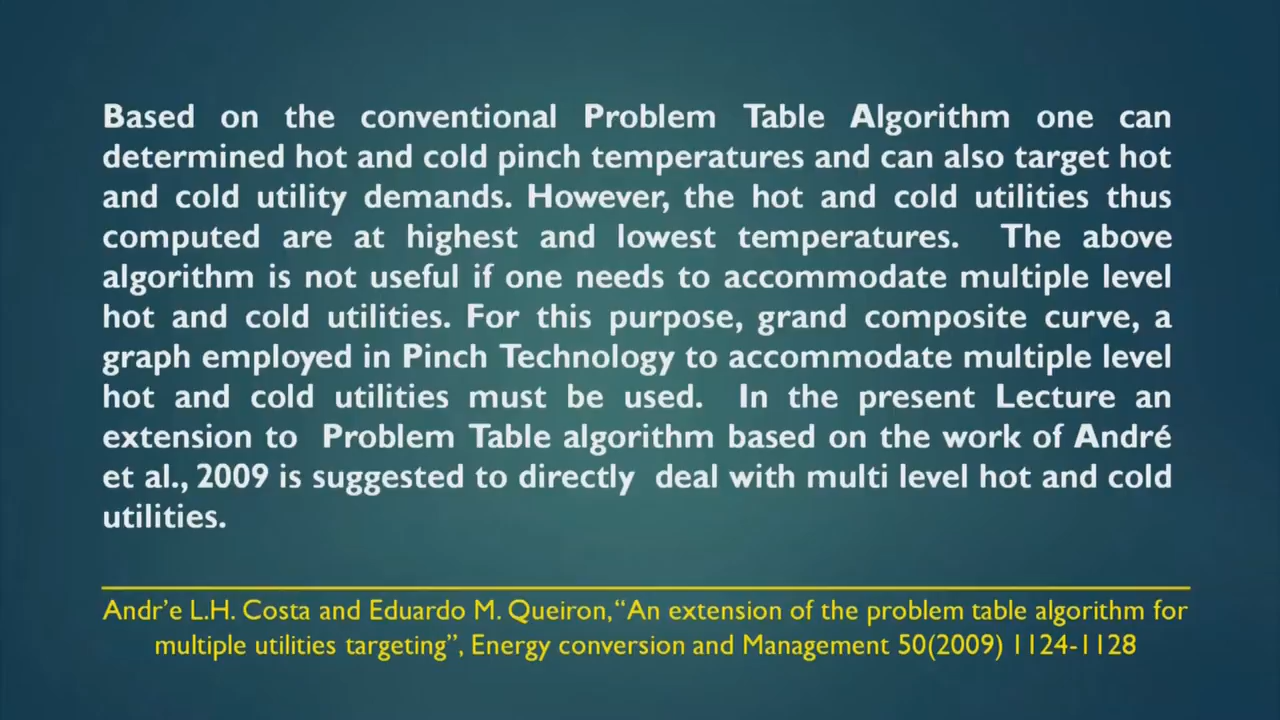 Based on the conventional Problem Table Algorithm one can
determined hot and cold pinch temperatures and can also target hot
and cold utility demands. However, the hot and cold utilities thus
computed are at highest and lowest temperatures. The above
algorithm is not useful if one needs to accommodate multiple level
hot and cold utilities. For this purpose, grand composite curve, a
graph employed in Pinch Technology to accommodate multiple level
hot and cold utilities must be used. In the present Lecture an
extension to Problem Table algorithm based on the work of André
et al., 2009 is suggested to directly deal with multi level hot and cold
utilities.
Andr’e L.H. Costa and Eduardo M. Queiron, “An extension of the problem table algorithm for
multiple utilities targeting”, Energy conversion and Management 50(2009) 1124-1128